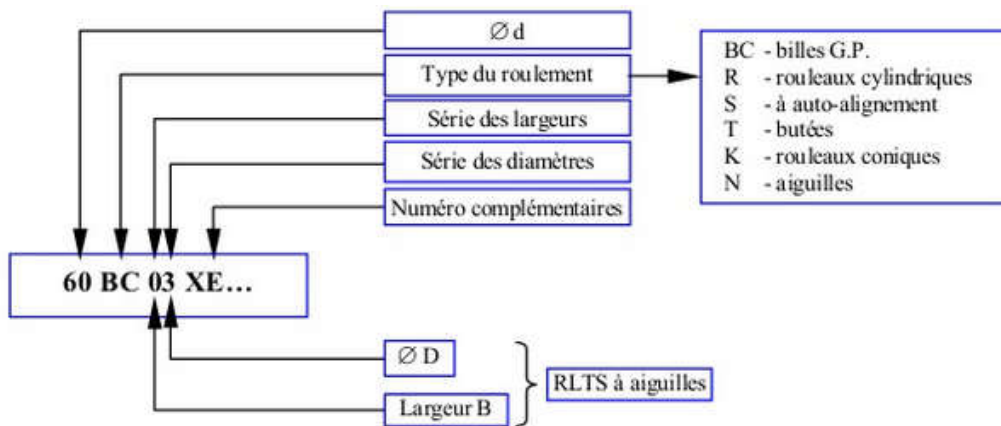 Ø d
Type du roulement
Série des largeurs
Série des diamètres
Numéro complémentaires
BC - billes G.P.
R - rouleaux cylindriques
S - à auto-alignement
T - butées
K - rouleaux coniques
N - aiguilles
60 BC 03 XE...
Ø D
Largeur B
RLTS à aiguilles